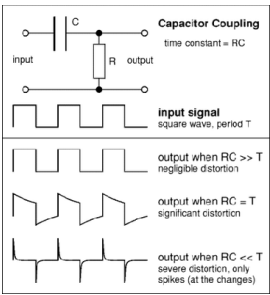 Capacitor Coupling
time constant = RC
C
R
input
output
input signal
square wave, period T
output when RC >> T
negligible distortion
output when RC = T
significant distortion
output when RC << T
severe distortion, only
spikes (at the changes)